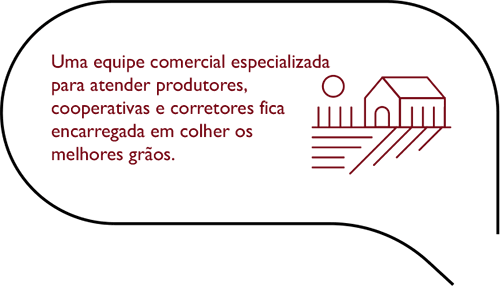 Uma equipe comercial especializada
para atender produtores,
cooperativas e corretores fica
encarregada em colher os
melhores grãos.